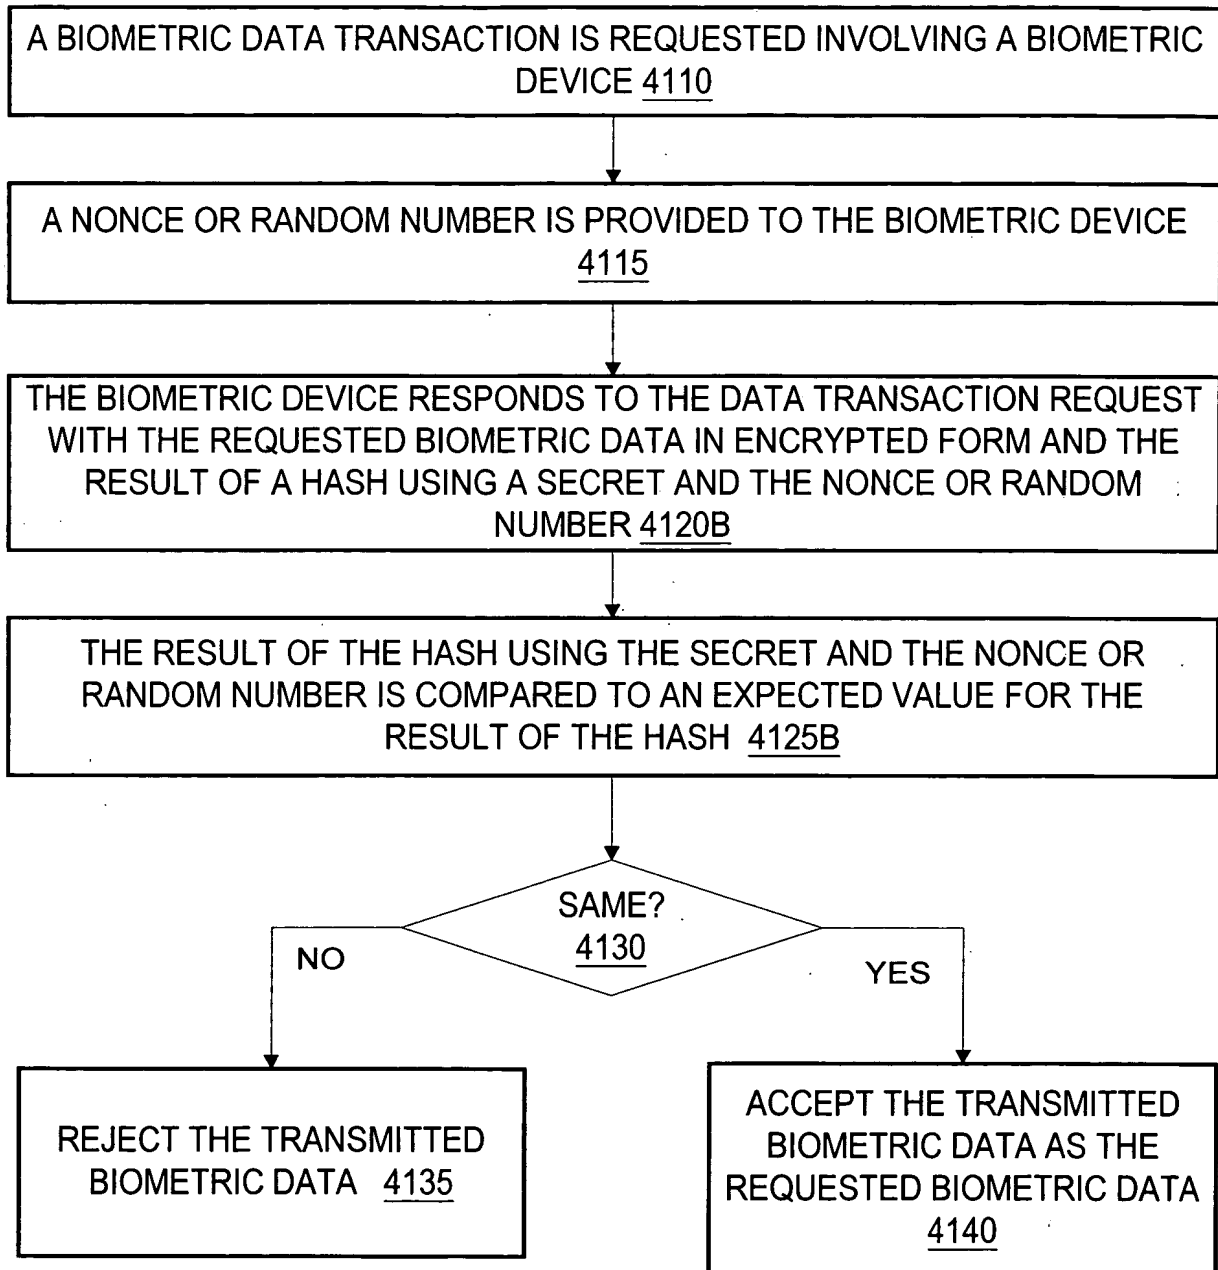 A BIOMETRIC DATA TRANSACTION IS REQUESTED INVOLVING A BIOMETRIC
DEVICE 4110
A NONCE OR RANDOM NUMBER IS PROVIDED TO THE BIOMETRIC DEVICE
4115
THE BIOMETRIC DEVICE RESPONDS TO THE DATA TRANSACTION REQUEST
WITH THE REQUESTED BIOMETRIC DATA IN ENCRYPTED FORM AND THE
RESULT OF A HASH USING A SECRET AND THE NONCE OR RANDOM
NUMBER 4120B
THE RESULT OF THE HASH USING THE SECRET AND THE NONCE OR
RANDOM NUMBER IS COMPARED TO AN EXPECTED VALUE FOR THE
RESULT OF THE HASH 4125B
SAME?
4130
NO
YES
REJECT THE TRANSMITTED
BIOMETRIC DATA 4135
ACCEPT THE TRANSMITTED
BIOMETRIC DATA AS THE
REQUESTED BIOMETRIC DATA
4140